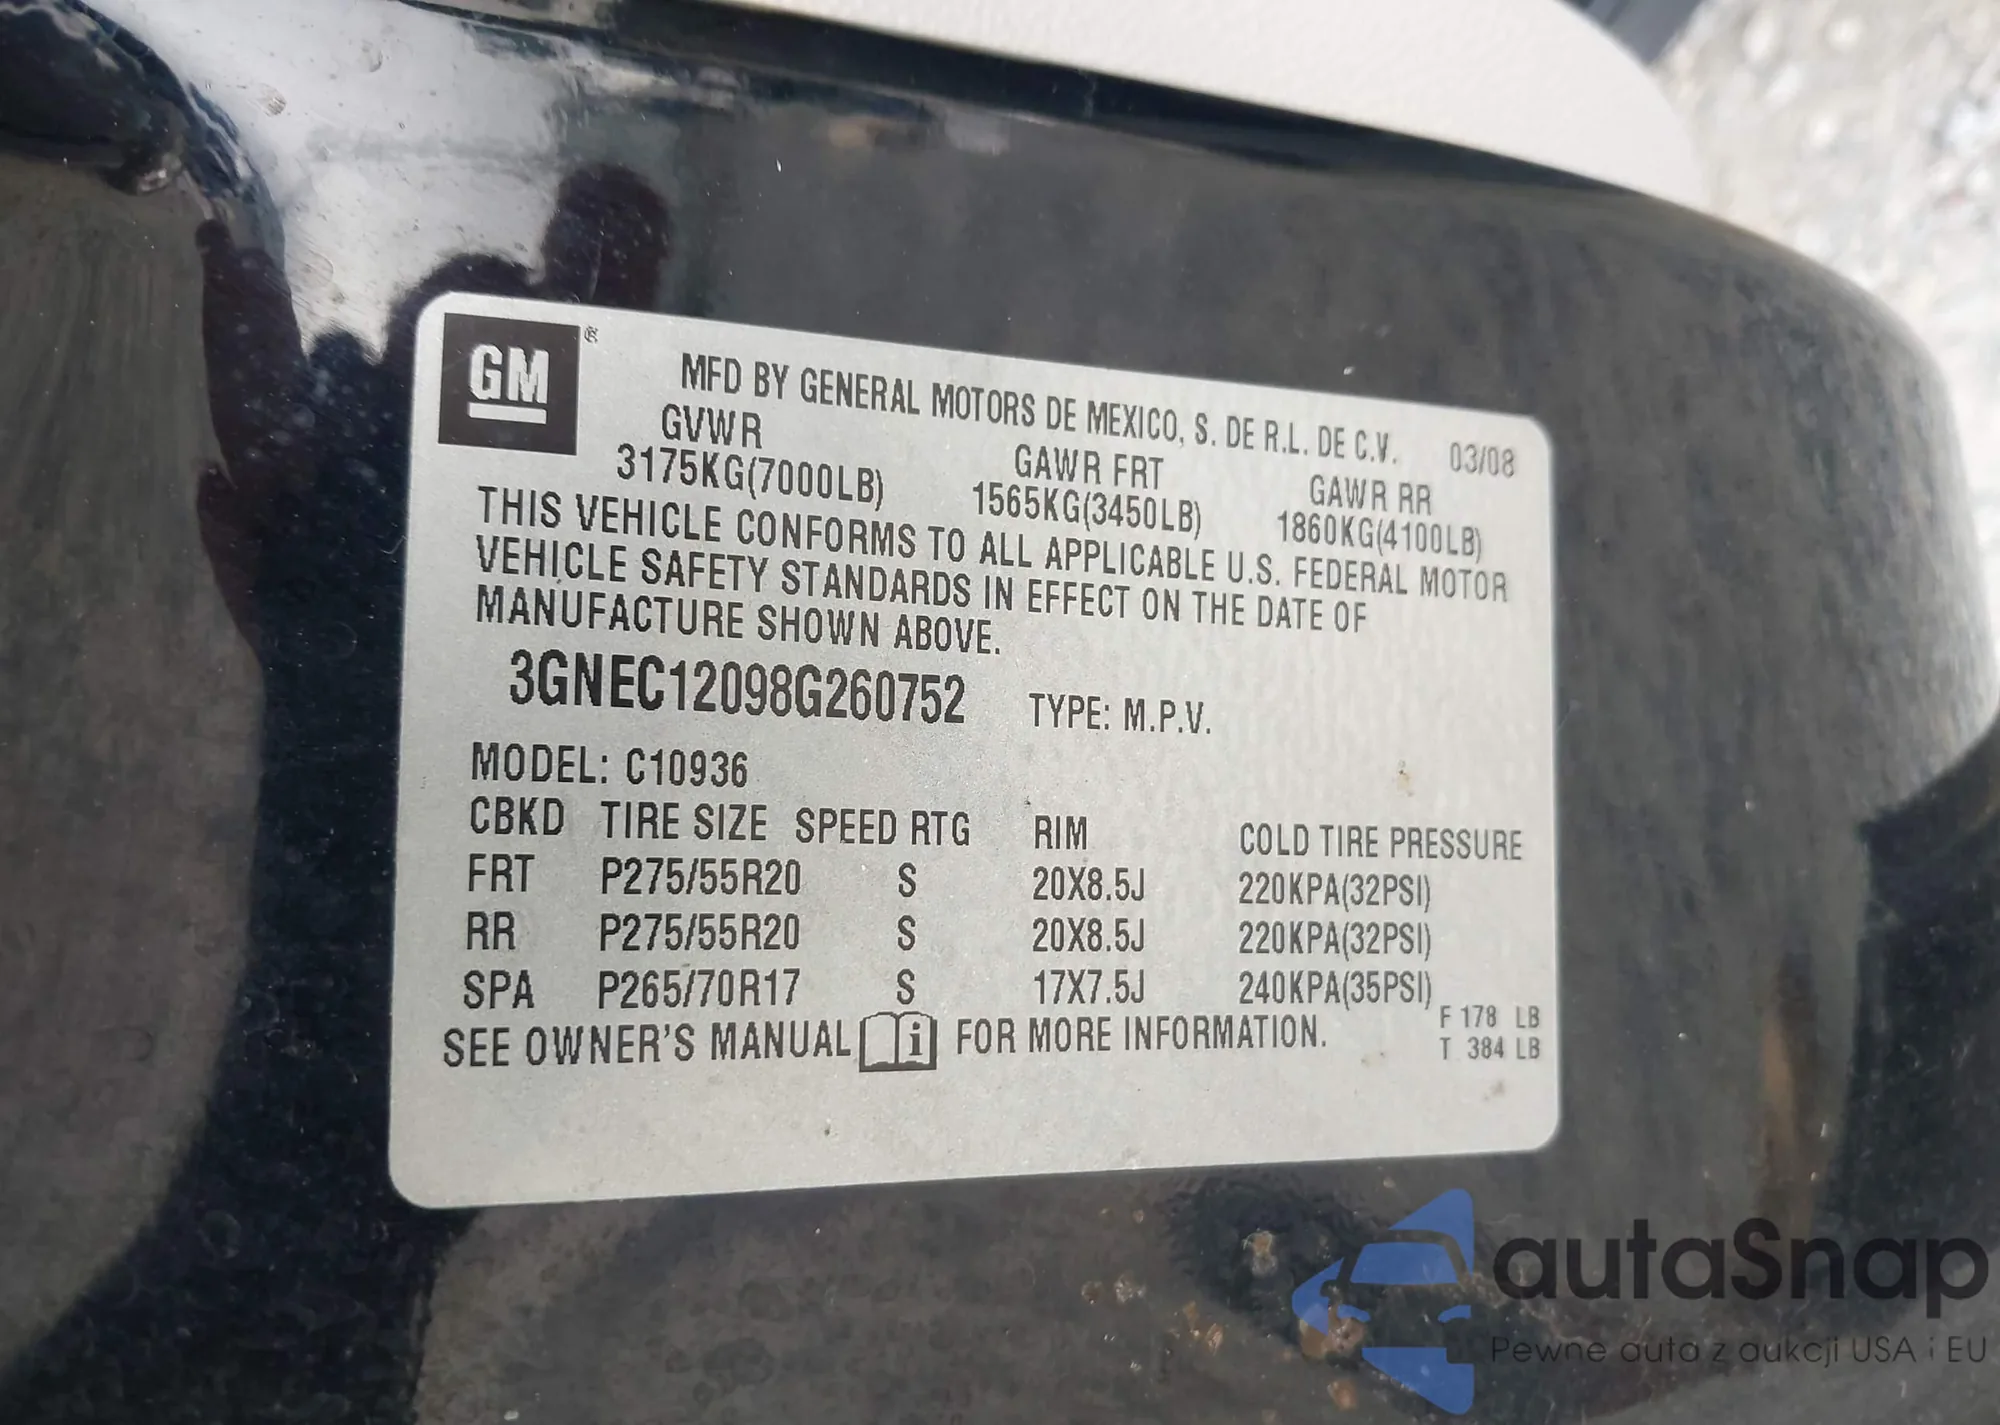 GM ®
MFD BY GENERAL MOTORS DE MEXICO, S. DE R.L. DE C.V. 03/08
GVWR GAWR FRT GAWR RR
3175KG(7000LB) 1565KG(3450LB) 1860KG(4100LB)
THIS VEHICLE CONFORMS TO ALL APPLICABLE U.S. FEDERAL MOTOR
VEHICLE SAFETY STANDARDS IN EFFECT ON THE DATE OF
MANUFACTURE SHOWN ABOVE.
3GNEC12098G260752 TYPE: M.P.V.
MODEL: C10936
CBKD TIRE SIZE SPEED RTG RIM COLD TIRE PRESSURE
FRT P275/55R20 S 20X8.5J 220KPA(32PSI)
RR P275/55R20 S 20X8.5J 220KPA(32PSI)
SPA P265/70R17 S 17X7.5J 240KPA(35PSI)
SEE OWNER'S MANUAL i FOR MORE INFORMATION.
F 178 LB
T 384 LB
autaSnap
Pewne auta z aukcji USA i EU